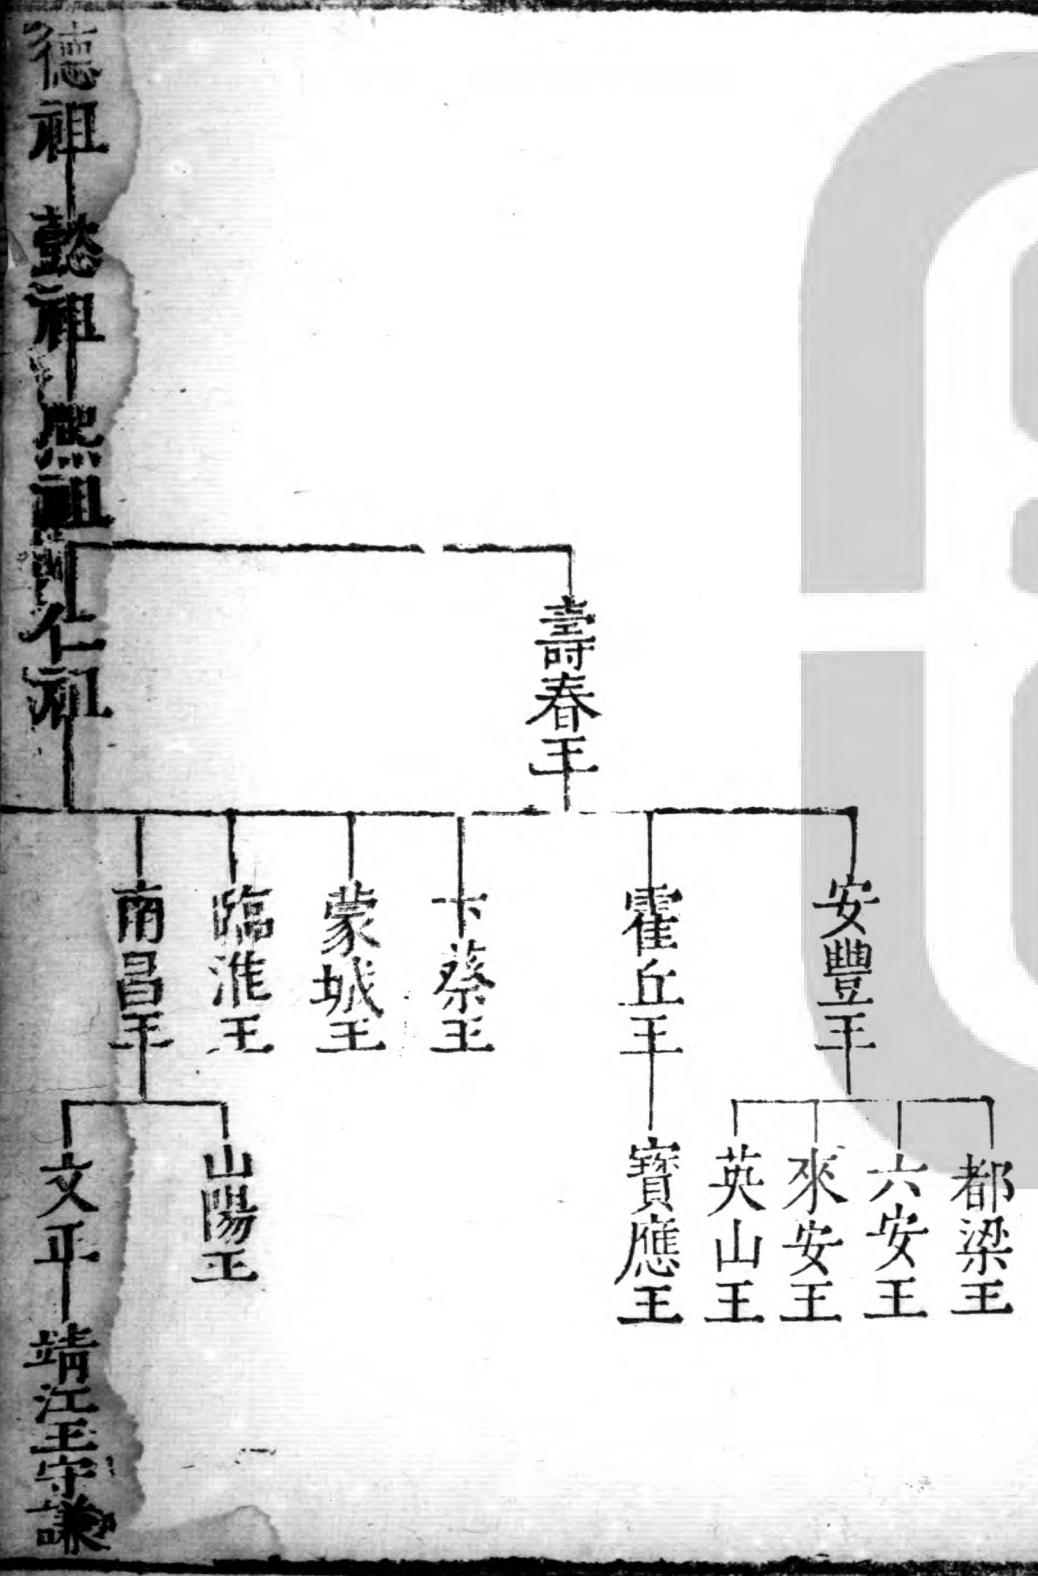 德祖
懿祖
熙祖
仁祖
壽春王
安豐王
霍丘王
下蔡王
蒙城王
臨淮王
南昌王
都梁王
六安王
來安王
英山王
寶應王
山陽王
文正
靖江王守謙